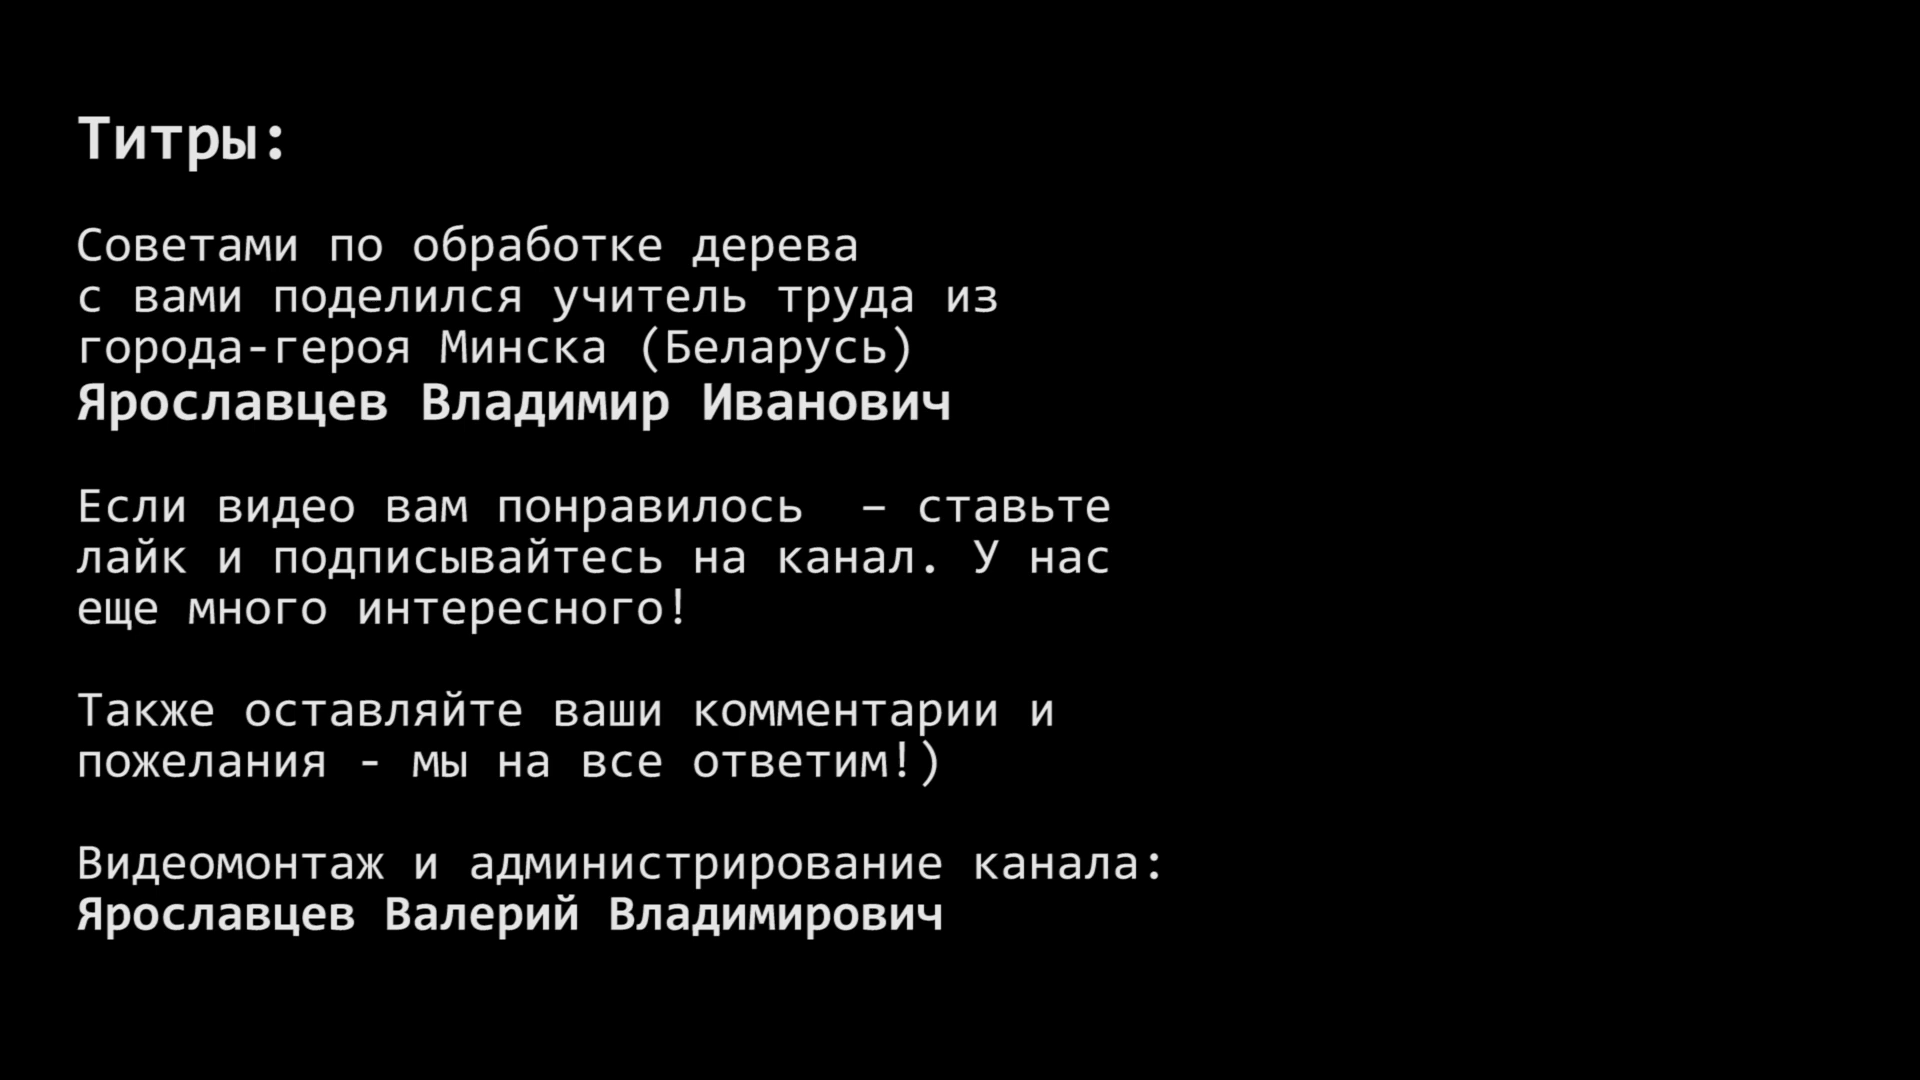 Титры:
Советами по обработке дерева
с вами поделился учитель труда из
города-героя Минска (Беларусь)
Ярославцев Владимир Иванович
Если видео вам понравилось  – ставьте
лайк и подписывайтесь на канал. У нас
еще много интересного!
Также оставляйте ваши комментарии и
пожелания - мы на все ответим!)
Видеомонтаж и администрирование канала:
Ярославцев Валерий Владимирович